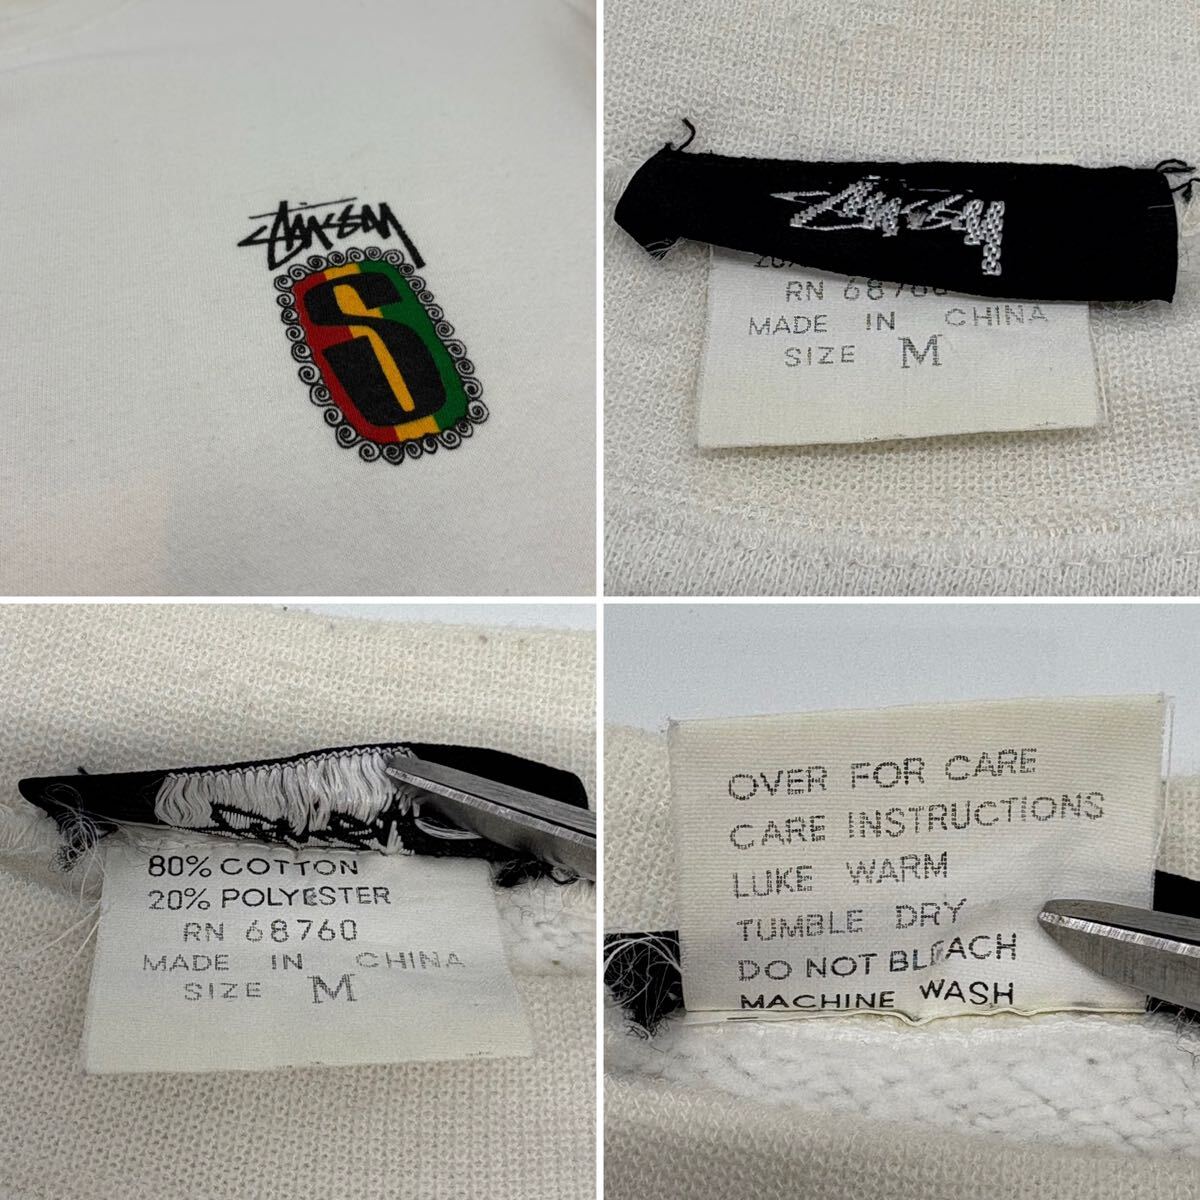 STÜSSY
S
STÜSSY
RN 68760
MADE IN CHINA
SIZE M
80% COTTON
20% POLYESTER
RN 68760
MADE IN CHINA
SIZE M
OVER FOR CARE
CARE INSTRUCTIONS
LUKE WARM
TUMBLE DRY
DO NOT BLEACH
MACHINE WASH